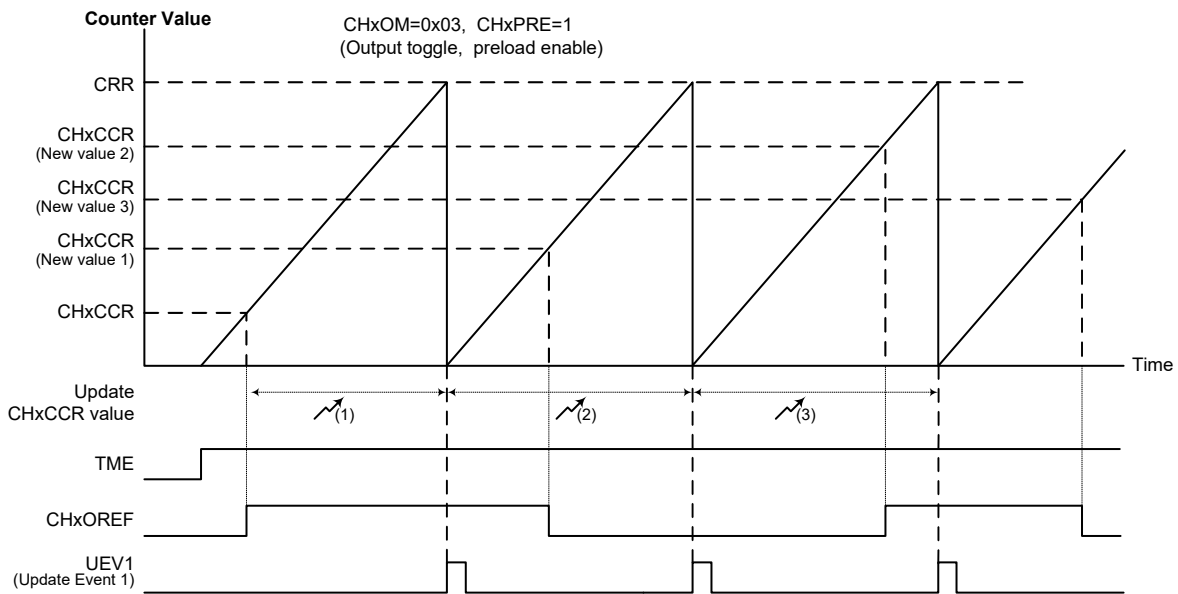 Counter Value
CHxOM=0x03, CHxPRE=1
(Output toggle, preload enable)
CRR
CHxCCR
(New value 2)
CHxCCR
(New value 3)
CHxCCR
(New value 1)
CHxCCR
Time
Update
CHxCCR value
(1)
(2)
(3)
TME
CHxOREF
UEV1
(Update Event 1)